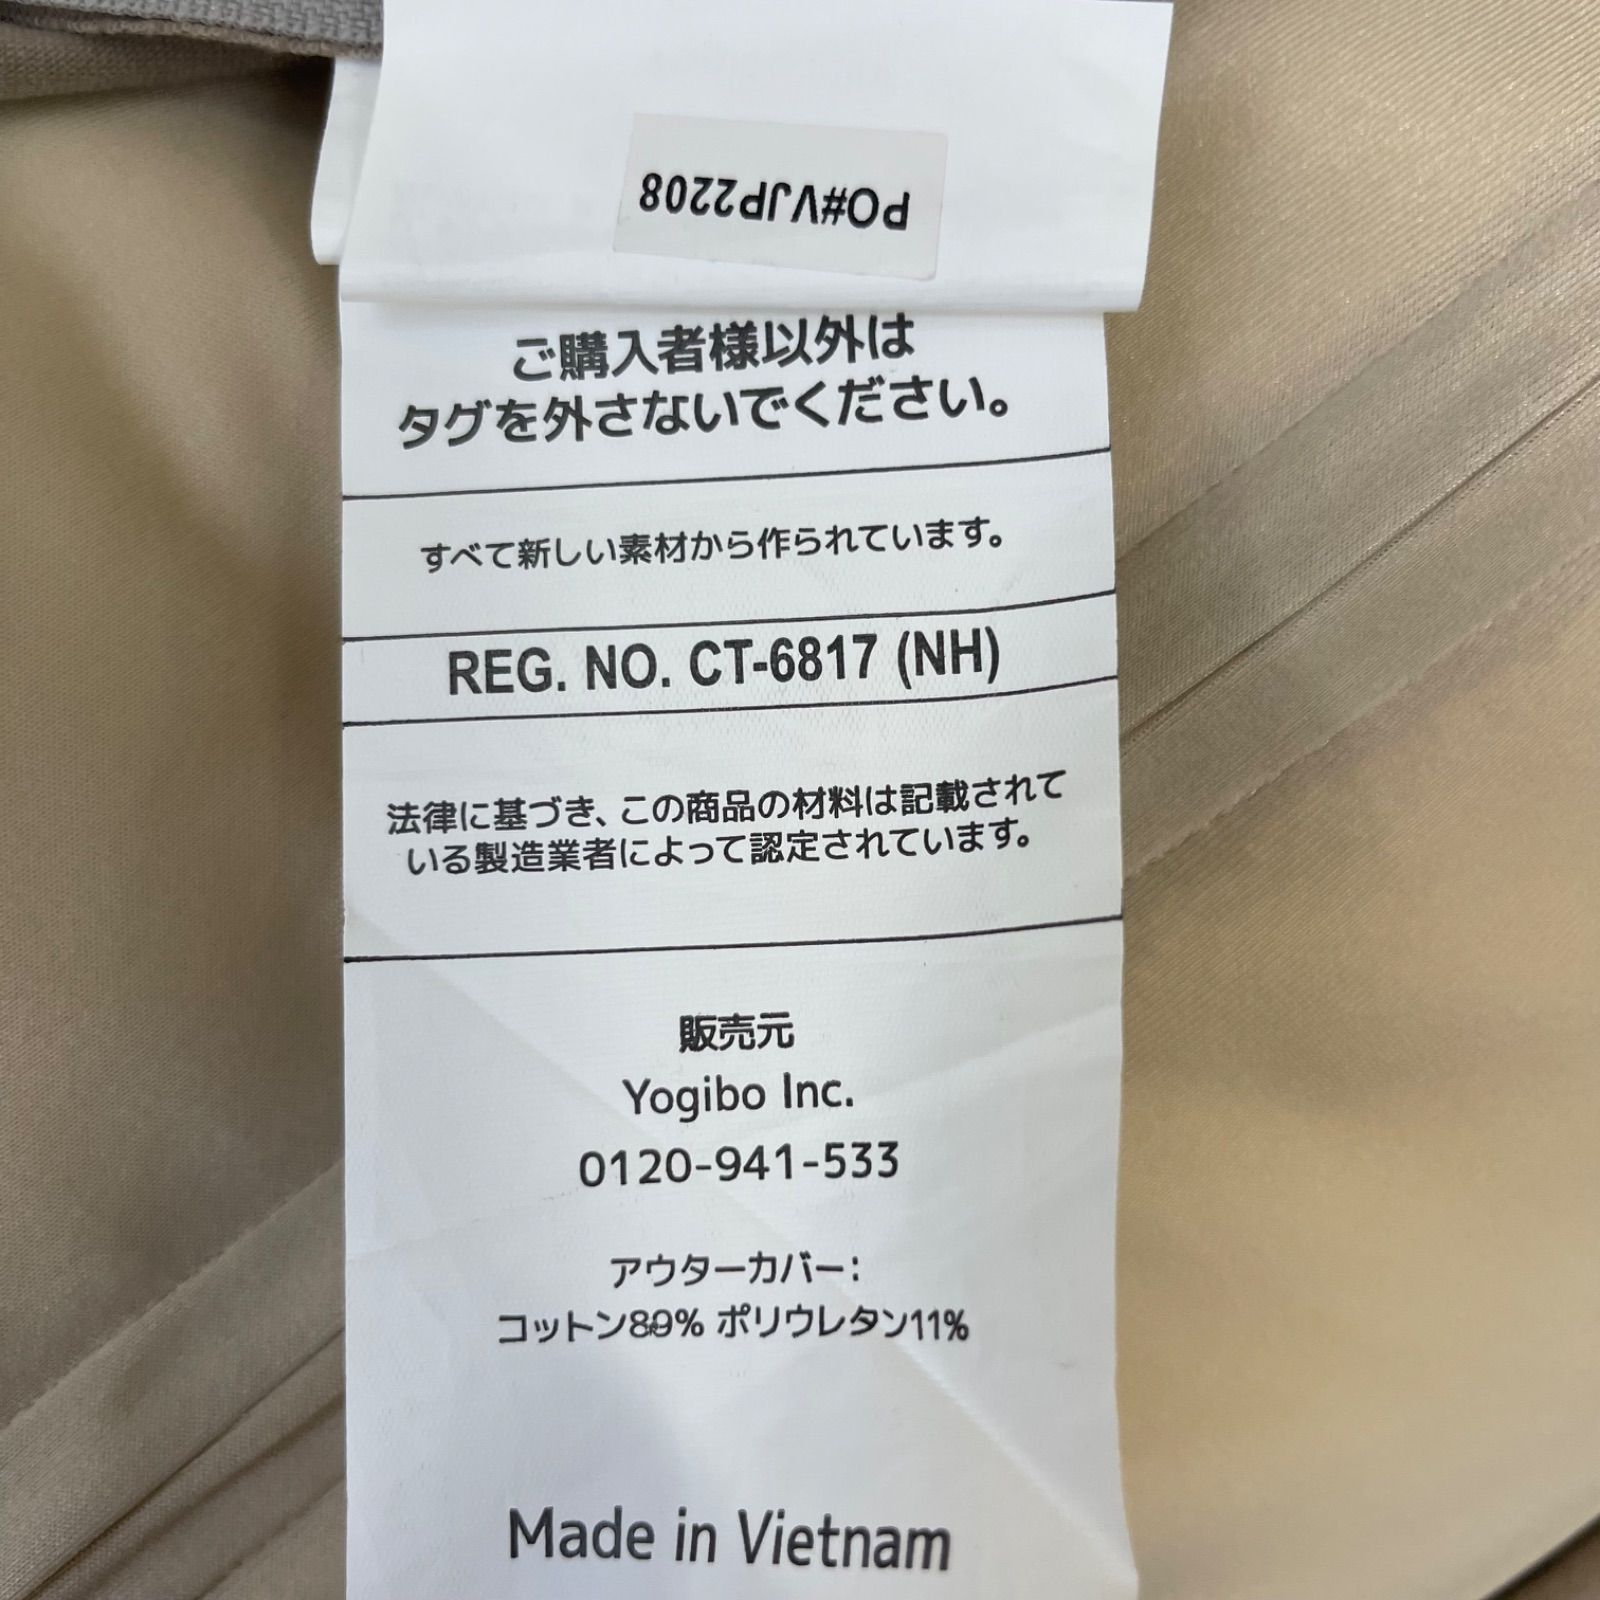 PO#VJP2208
ご購入者様以外は
タグを外さないでください。
すべて新しい素材から作られています。
REG. NO. CT-6817 (NH)
法律に基づき、この商品の材料は記載されて
いる製造業者によって認定されています。
販売元
Yogibo Inc.
0120-941-533
アウターカバー:
コットン89% ポリウレタン11%
Made in Vietnam